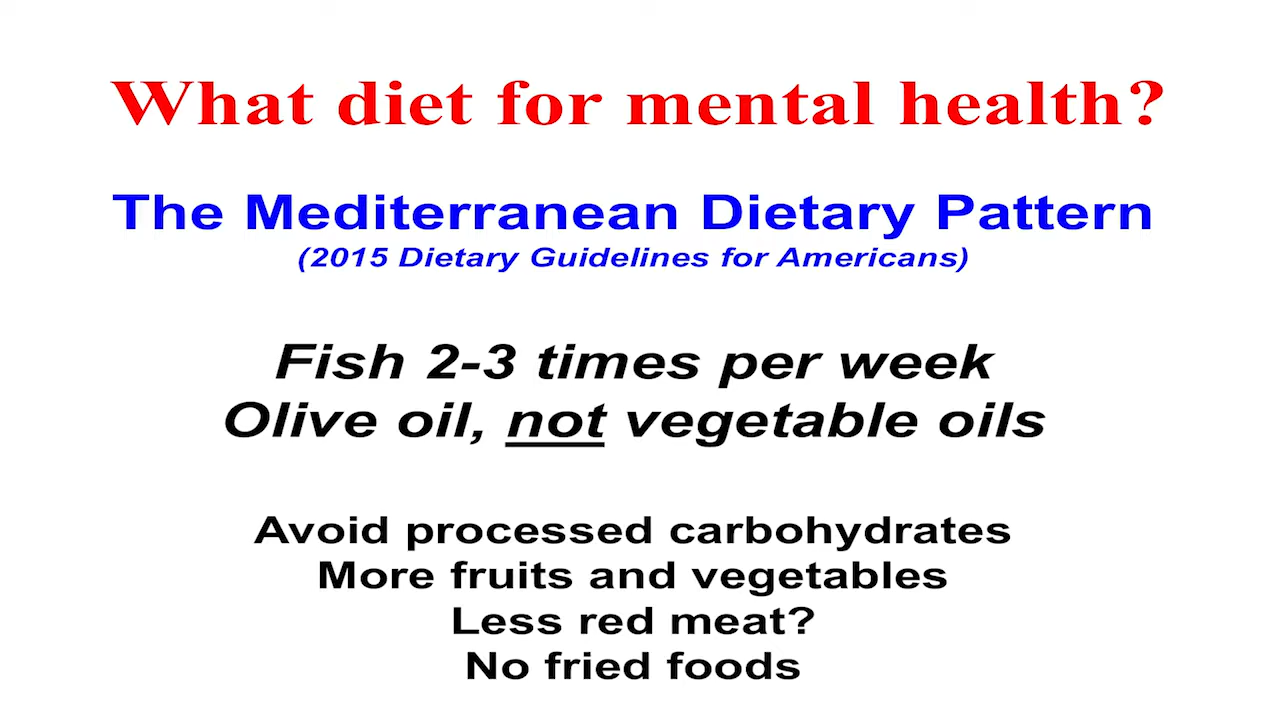 What diet for mental health?
The Mediterranean Dietary Pattern
(2015 Dietary Guidelines for Americans)
Fish 2-3 times per week
Olive oil, not vegetable oils
Avoid processed carbohydrates
More fruits and vegetables
Less red meat?
No fried foods